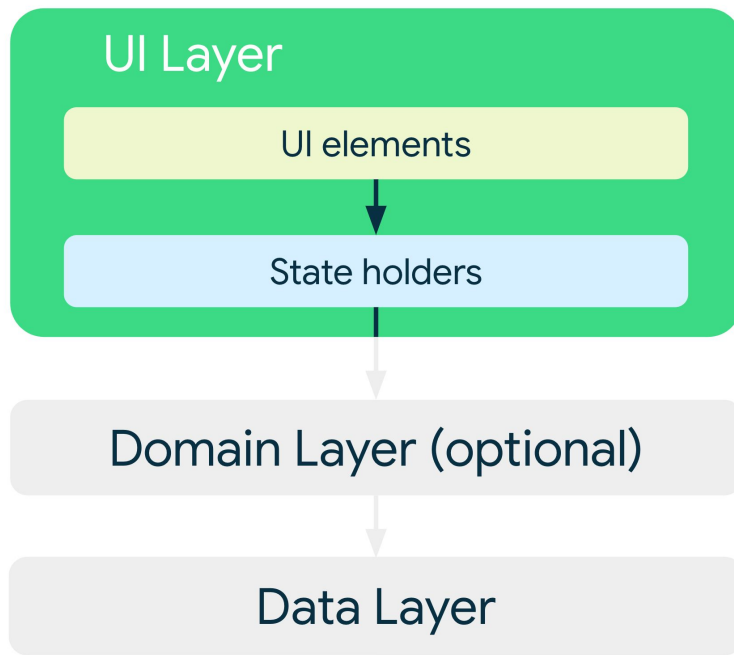 UI Layer
UI elements
State holders
Domain Layer (optional)
Data Layer